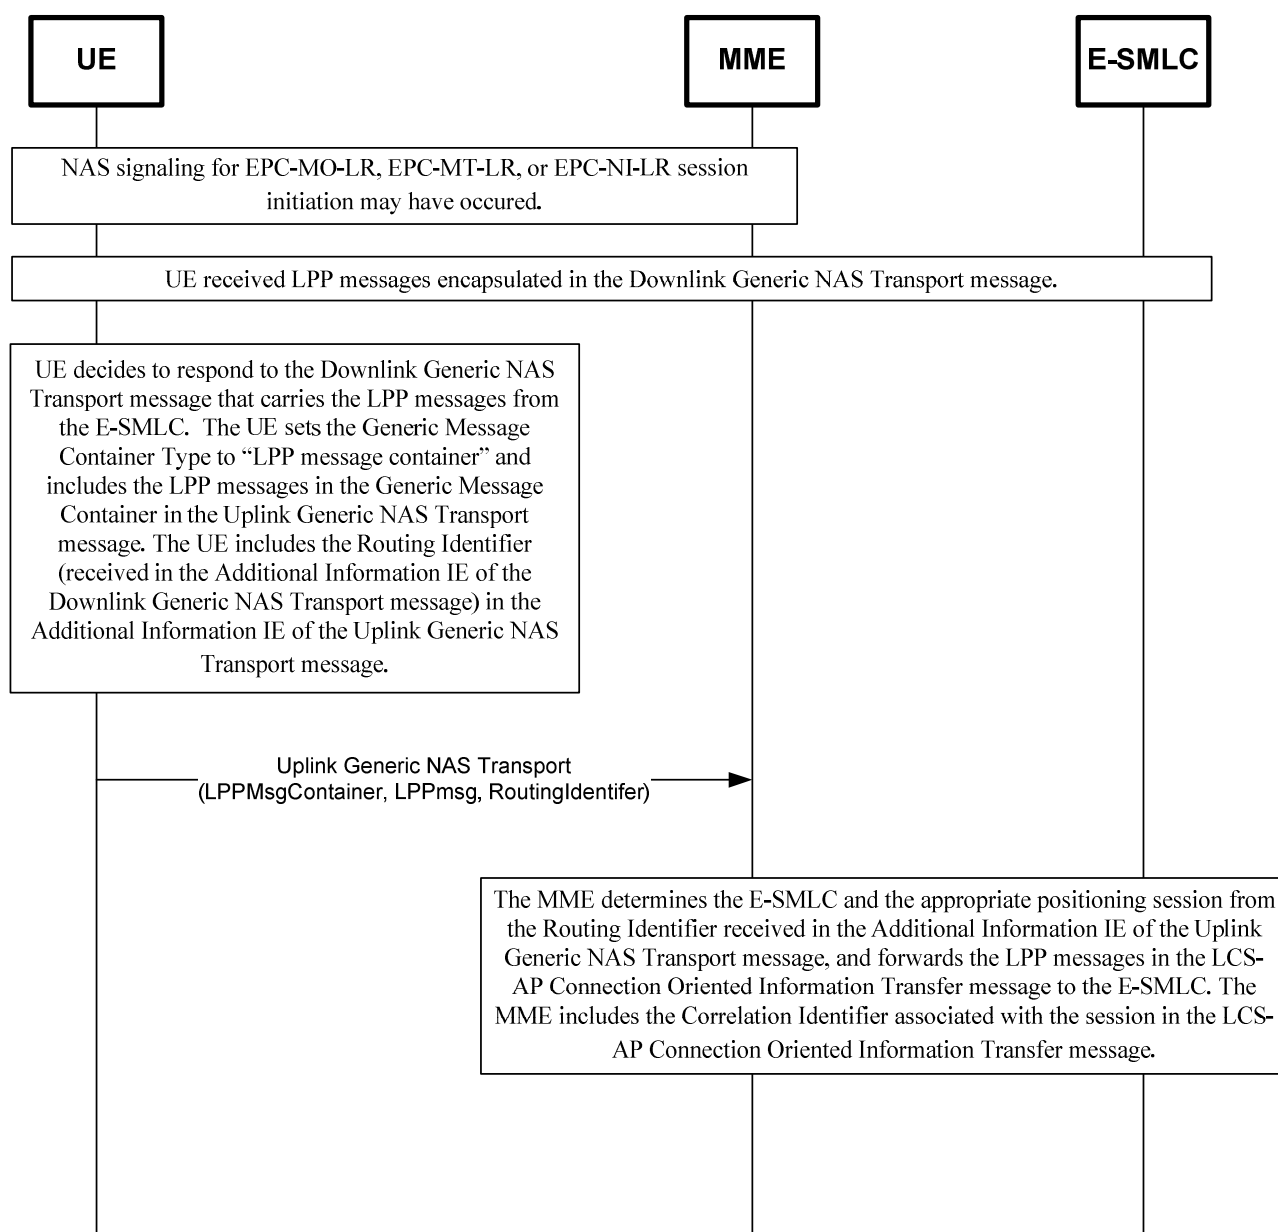 UE
MME
E-SMLC
NAS signaling for EPC-MO-LR, EPC-MT-LR, or EPC-NI-LR session
initiation may have occured.
UE received LPP messages encapsulated in the Downlink Generic NAS Transport message.
UE decides to respond to the Downlink Generic NAS
Transport message that carries the LPP messages from
the E-SMLC.  The UE sets the Generic Message
Container Type to “LPP message container” and
includes the LPP messages in the Generic Message
Container in the Uplink Generic NAS Transport
message. The UE includes the Routing Identifier
(received in the Additional Information IE of the
Downlink Generic NAS Transport message) in the
Additional Information IE of the Uplink Generic NAS
Transport message.
Uplink Generic NAS Transport
(LPPMsgContainer, LPPmsg, RoutingIdentifer)
The MME determines the E-SMLC and the appropriate positioning session from
the Routing Identifier received in the Additional Information IE of the Uplink
Generic NAS Transport message, and forwards the LPP messages in the LCS-
AP Connection Oriented Information Transfer message to the E-SMLC. The
MME includes the Correlation Identifier associated with the session in the LCS-
AP Connection Oriented Information Transfer message.